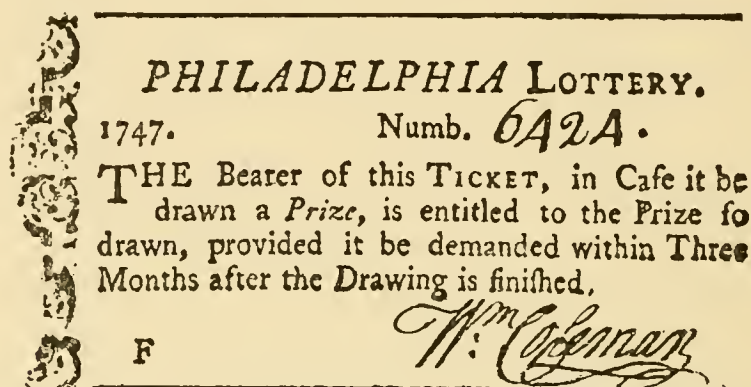 PHILADELPHIA LOTTERY.
1747. Numb. 6424.
THE Bearer of this TICKET, in Caſe it be
drawn a Prize, is entitled to the Prize ſo
drawn, provided it be demanded within Three
Months after the Drawing is finiſhed.
F Wm: Coleman